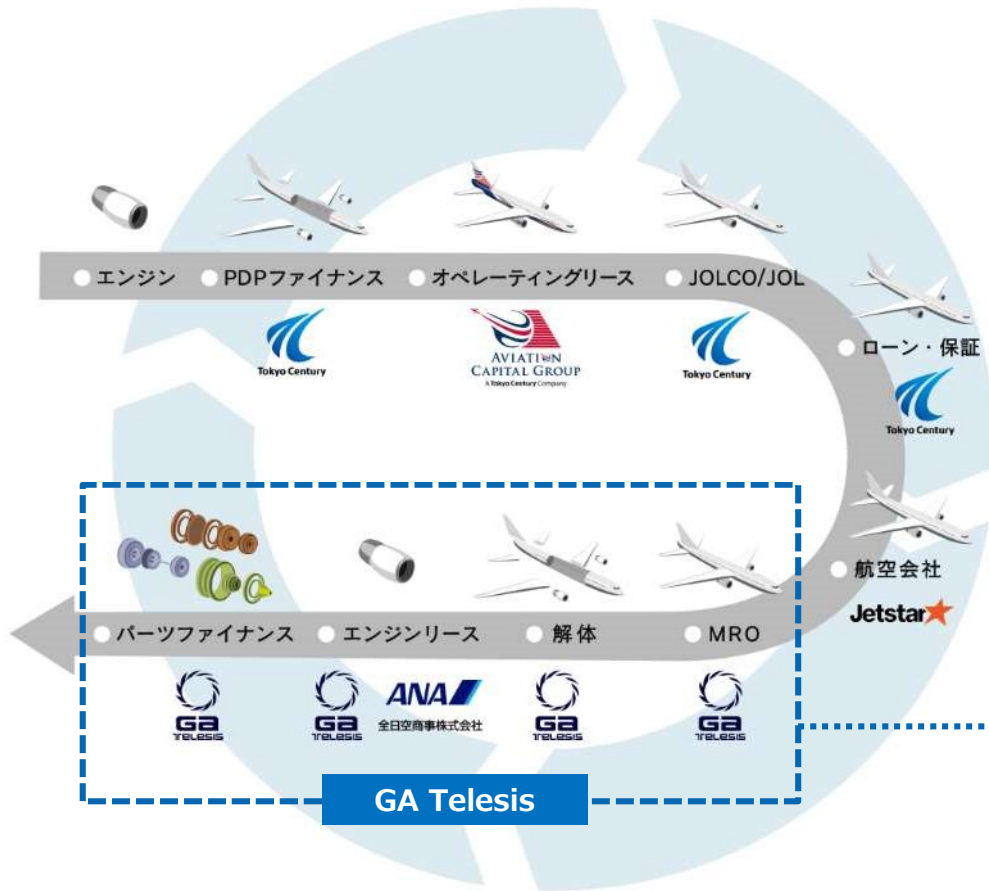 エンジン
PDPファイナンス
オペレーティングリース
JOLCO/JOL
Tokyo Century
AVIATION
CAPITAL GROUP
A Tokyo Century Company
Tokyo Century
ローン・保証
Tokyo Century
航空会社
Jetstar
パーツファイナンス
エンジンリース
解体
MRO
GA
TELESIS
GA
TELESIS
ANA
全日空商事株式会社
GA
TELESIS
GA
TELESIS
GA Telesis